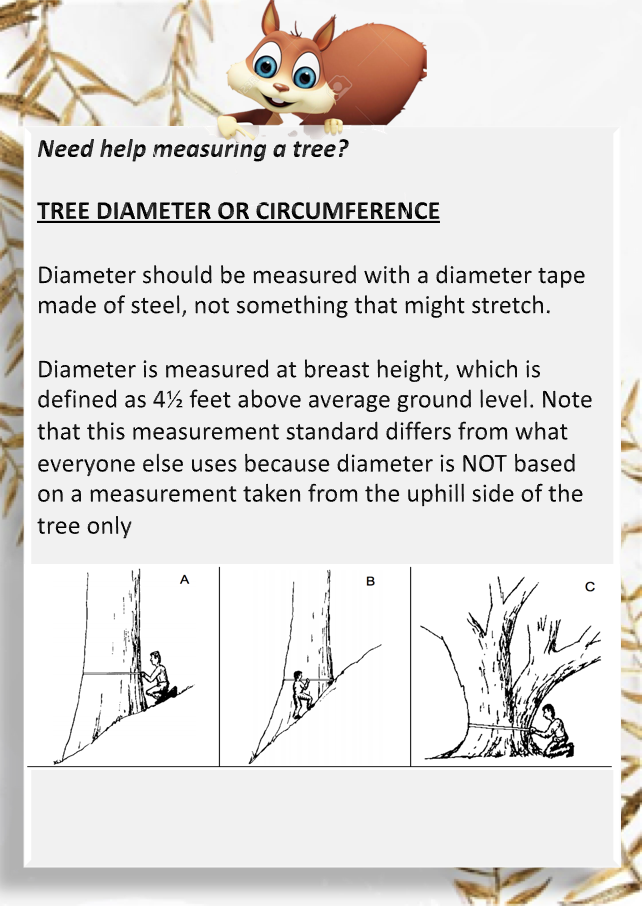 Need help measuring a tree?
TREE DIAMETER OR CIRCUMFERENCE
Diameter should be measured with a diameter tape
made of steel, not something that might stretch.
Diameter is measured at breast height, which is
defined as 4½ feet above average ground level. Note
that this measurement standard differs from what
everyone else uses because diameter is NOT based
on a measurement taken from the uphill side of the
tree only
A
B
C